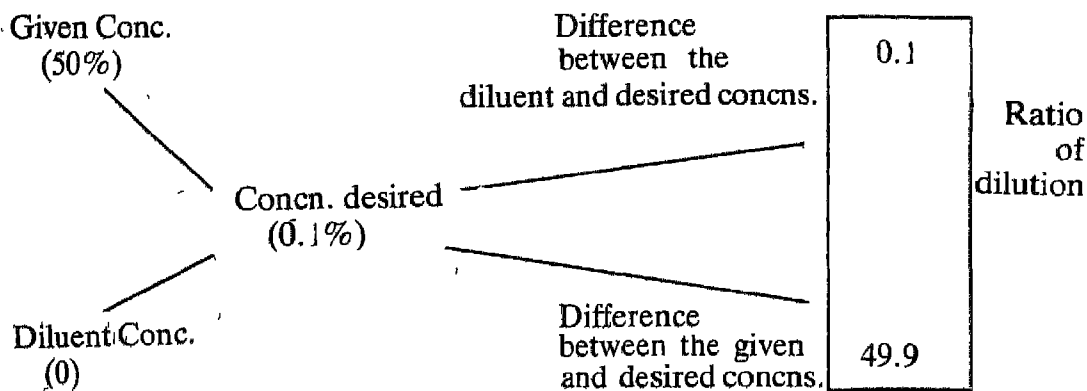 Given Conc.
(50%)
Difference
between the
diluent and desired concns.
0.1
Ratio
of
dilution
Concn. desired
(0.1%)
Diluent Conc.
(0)
Difference
between the given
and desired concns.
49.9